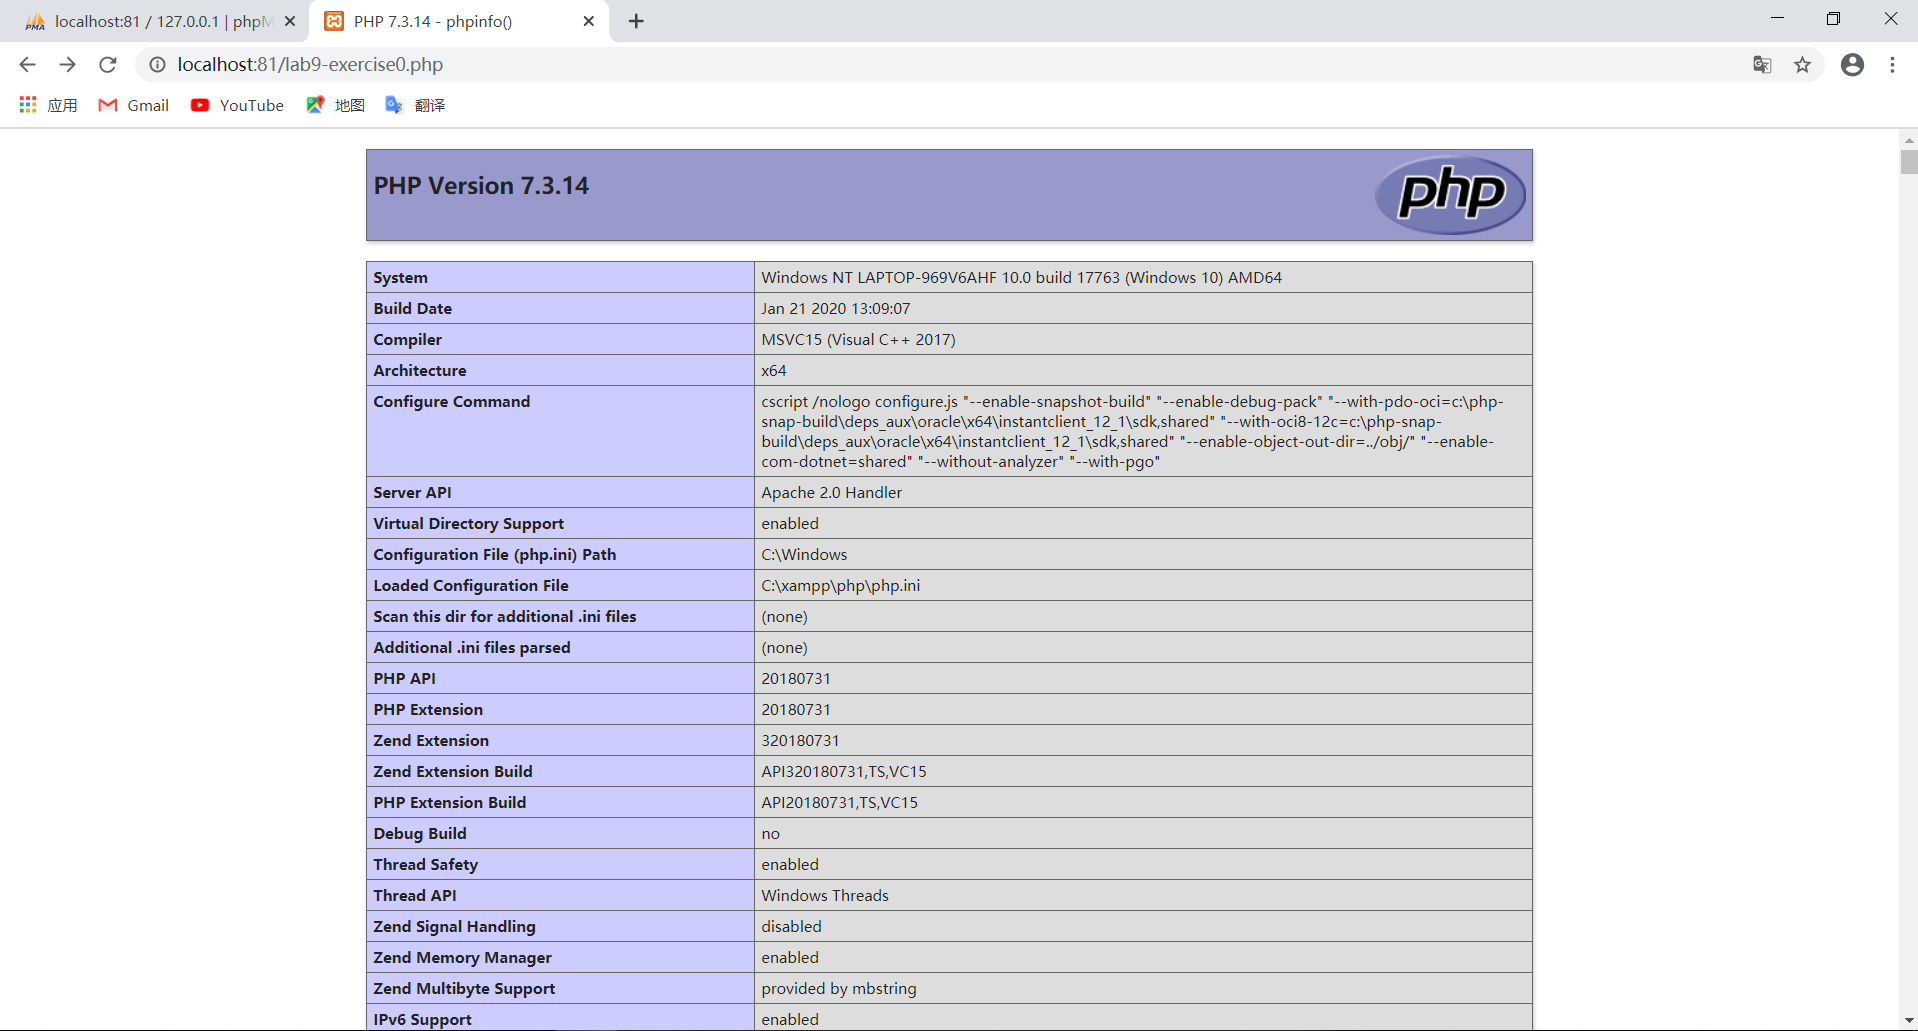 localhost:81 / 127.0.0.1 | phpM
PHP 7.3.14 - phpinfo()
localhost:81/lab9-exercise0.php
应用 Gmail YouTube 地图 翻译
PHP Version 7.3.14
php
System Windows NT LAPTOP-969V6AHF 10.0 build 17763 (Windows 10) AMD64
Build Date Jan 21 2020 13:09:07
Compiler MSVC15 (Visual C++ 2017)
Architecture x64
Configure Command cscript /nologo configure.js "--enable-snapshot-build" "--enable-debug-pack" "--with-pdo-oci=c:\php-
snap-build\deps_aux\oracle\x64\instantclient_12_1\sdk,shared" "--with-oci8-12c=c:\php-snap-
build\deps_aux\oracle\x64\instantclient_12_1\sdk,shared" "--enable-object-out-dir=../obj/" "--enable-
com-dotnet=shared" "--without-analyzer" "--with-pgo"
Server API Apache 2.0 Handler
Virtual Directory Support enabled
Configuration File (php.ini) Path C:\Windows
Loaded Configuration File C:\xampp\php\php.ini
Scan this dir for additional .ini files (none)
Additional .ini files parsed (none)
PHP API 20180731
PHP Extension 20180731
Zend Extension 320180731
Zend Extension Build API320180731,TS,VC15
PHP Extension Build API20180731,TS,VC15
Debug Build no
Thread Safety enabled
Thread API Windows Threads
Zend Signal Handling disabled
Zend Memory Manager enabled
Zend Multibyte Support provided by mbstring
IPv6 Support enabled